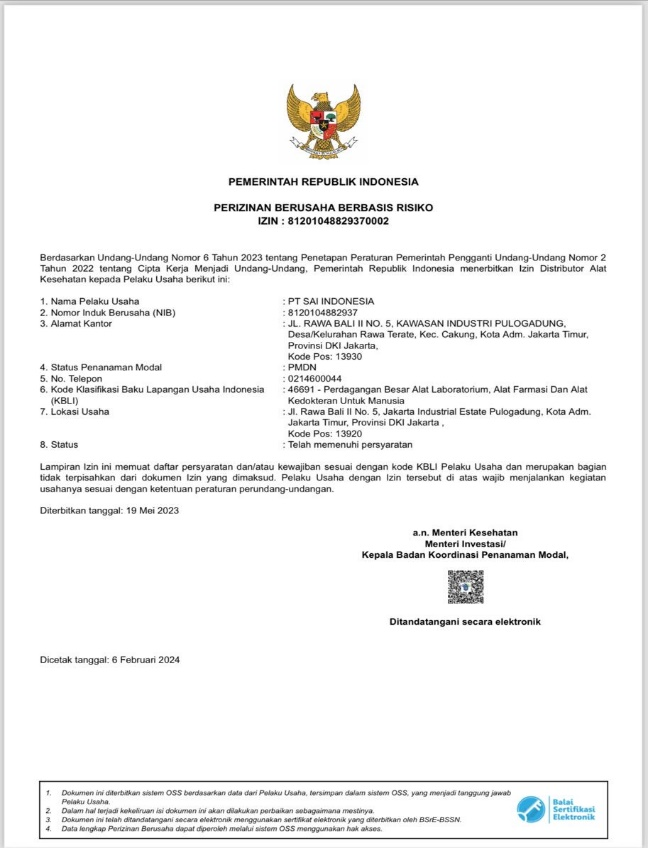 PEMERINTAH REPUBLIK INDONESIA
PERIZINAN BERUSAHA BERBASIS RISIKO
IZIN : 81201048829370002
Berdasarkan Undang-Undang Nomor 6 Tahun 2023 tentang Penetapan Peraturan Pemerintah Pengganti Undang-Undang Nomor 2
Tahun 2022 tentang Cipta Kerja Menjadi Undang-Undang, Pemerintah Republik Indonesia menerbitkan Izin Distributor Alat
Kesehatan kepada Pelaku Usaha berikut ini:
1. Nama Pelaku Usaha : PT SAI INDONESIA
2. Nomor Induk Berusaha (NIB) : 8120104882937
3. Alamat Kantor : JL. RAWA BALI II NO. 5, KAWASAN INDUSTRI PULOGADUNG,
Desa/Kelurahan Rawa Terate, Kec. Cakung, Kota Adm. Jakarta Timur,
Provinsi DKI Jakarta,
Kode Pos: 13930
4. Status Penanaman Modal : PMDN
5. No. Telepon : 0214600044
6. Kode Klasifikasi Baku Lapangan Usaha Indonesia : 46691 - Perdagangan Besar Alat Laboratorium, Alat Farmasi Dan Alat
(KBLI) Kedokteran Untuk Manusia
7. Lokasi Usaha : Jl. Rawa Bali II No. 5, Jakarta Industrial Estate Pulogadung, Kota Adm.
Jakarta Timur, Provinsi DKI Jakarta ,
Kode Pos: 13920
8. Status : Telah memenuhi persyaratan
Lampiran Izin ini memuat daftar persyaratan dan/atau kewajiban sesuai dengan kode KBLI Pelaku Usaha dan merupakan bagian
tidak terpisahkan dari dokumen Izin yang dimaksud. Pelaku Usaha dengan Izin tersebut di atas wajib menjalankan kegiatan
usahanya sesuai dengan ketentuan peraturan perundang-undangan.
Diterbitkan tanggal: 19 Mei 2023
a.n. Menteri Kesehatan
Menteri Investasi/
Kepala Badan Koordinasi Penanaman Modal,
Ditandatangani secara elektronik
Dicetak tanggal: 6 Februari 2024
1. Dokumen ini diterbitkan sistem OSS berdasarkan data dari Pelaku Usaha, tersimpan dalam sistem OSS, yang menjadi tanggung jawab
Pelaku Usaha.
2. Dalam hal terjadi kekeliruan isi dokumen ini akan dilakukan perbaikan sebagaimana mestinya.
3. Dokumen ini telah ditandatangani secara elektronik menggunakan sertifikat elektronik yang diterbitkan oleh BSrE-BSSN.
4. Data lengkap Perizinan Berusaha dapat diperoleh melalui sistem OSS menggunakan hak akses.
Balai
Sertifikasi
Elektronik